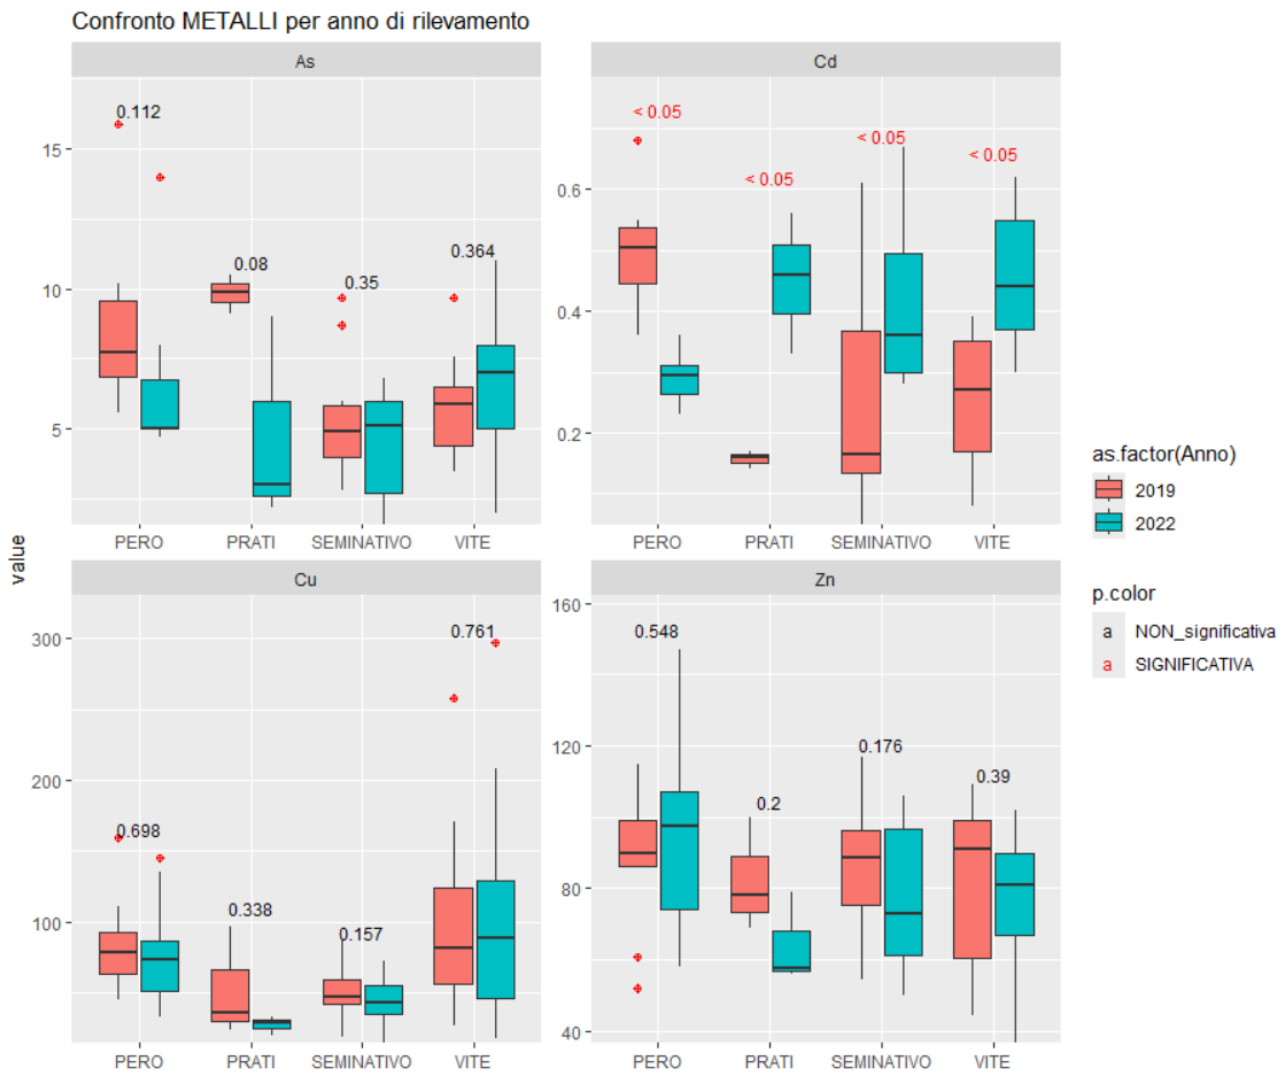 Confronto METALLI per anno di rilevamento
As
0.112
0.08
0.35
0.364
15
10
5
PERO PRATI SEMINATIVO VITE
Cd
< 0.05
< 0.05
< 0.05
< 0.05
0.6
0.4
0.2
PERO PRATI SEMINATIVO VITE
value
Cu
0.698
0.338
0.157
0.761
300
200
100
PERO PRATI SEMINATIVO VITE
Zn
0.548
0.2
0.176
0.39
160
120
80
40
PERO PRATI SEMINATIVO VITE
as.factor(Anno)
2019
2022
p.color
a NON_significativa
a SIGNIFICATIVA